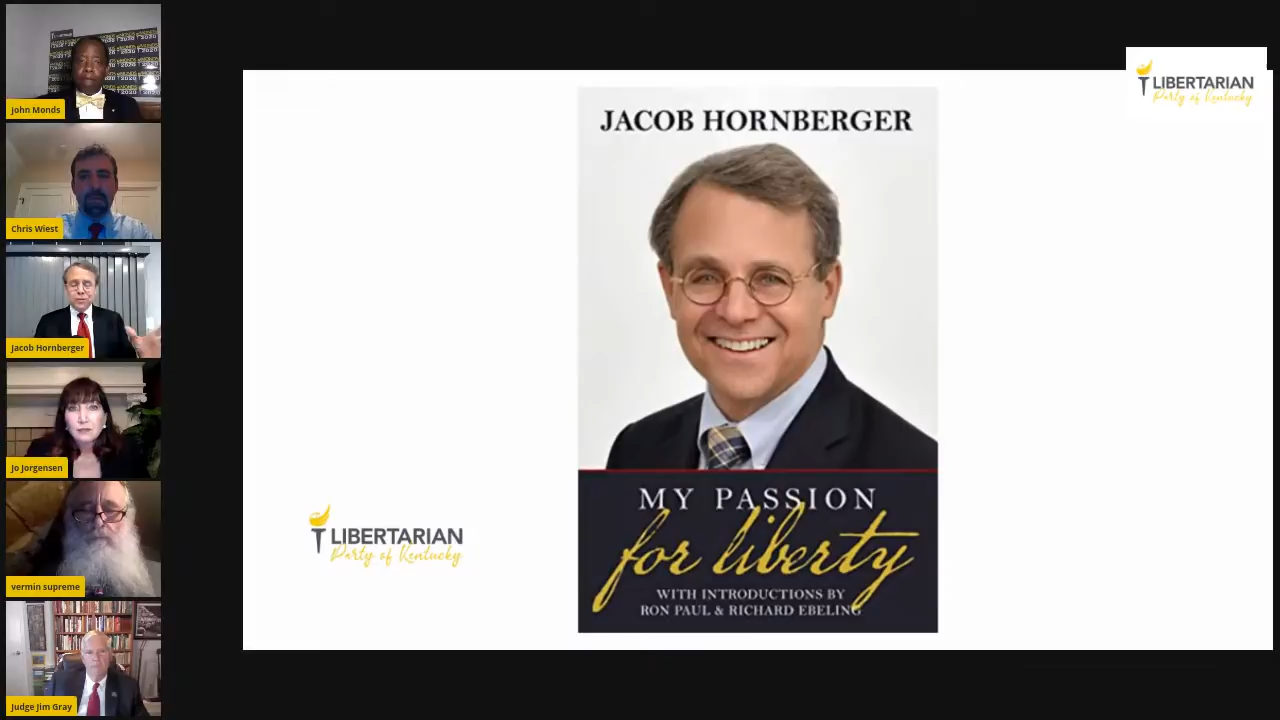 John Monds
Chris Wiest
Jacob Hornberger
Jo Jorgensen
vermin supreme
Judge Jim Gray
JACOB HORNBERGER
MY PASSION
for liberty
WITH INTRODUCTIONS BY
RON PAUL & RICHARD EBELING
LIBERTARIAN
Party of Kentucky
LIBERTARIAN
Party of Kentucky